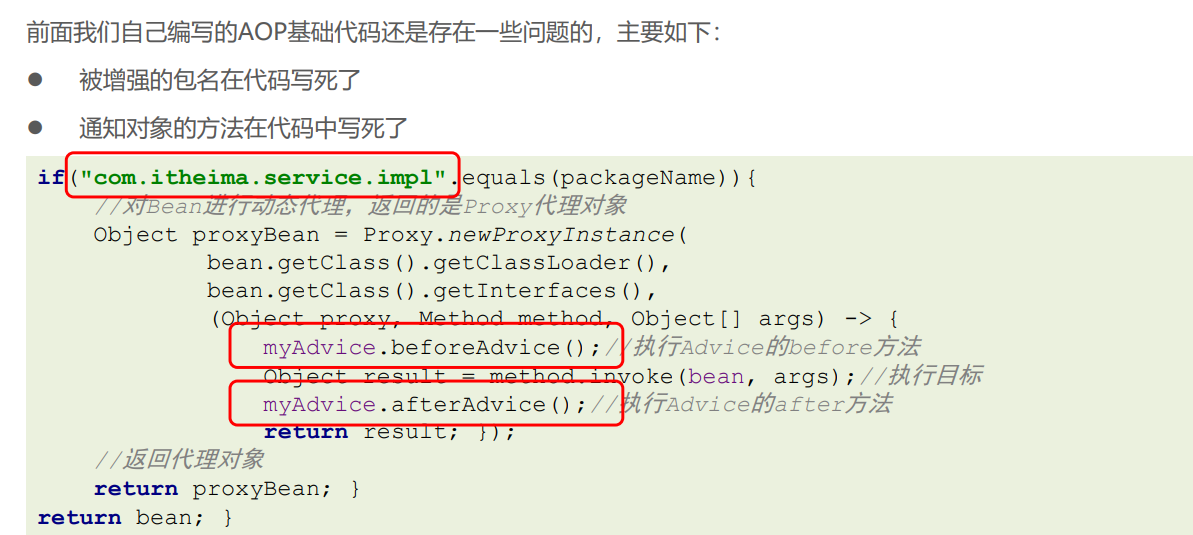 前面我们自己编写的AOP基础代码还是存在一些问题的，主要如下：
● 被增强的包名在代码写死了
● 通知对象的方法在代码中写死了
if("com.itheima.service.impl".equals(packageName)){
//对Bean进行动态代理，返回的是Proxy代理对象
Object proxyBean = Proxy.newProxyInstance(
bean.getClass().getClassLoader(),
bean.getClass().getInterfaces(),
(Object proxy, Method method, Object[] args) -> {
myAdvice.beforeAdvice();//执行Advice的before方法
Object result = method.invoke(bean, args);//执行目标
myAdvice.afterAdvice();//执行Advice的after方法
return result; });
//返回代理对象
return proxyBean; }
return bean; }